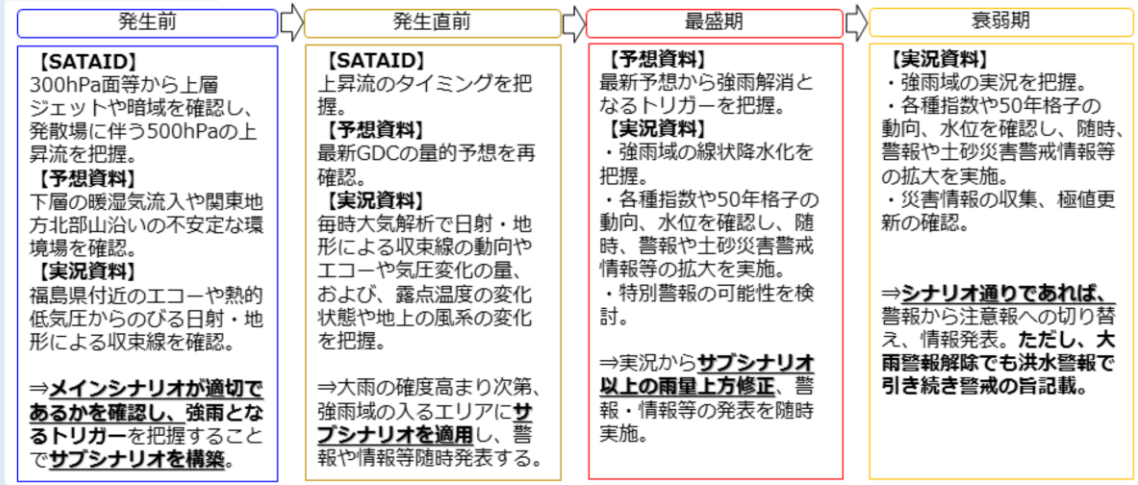 発生前
【SATAID】
300hPa面等から上層
ジェットや暗域を確認し、
発散場に伴う500hPaの上
昇流を把握。
【予想資料】
下層の暖湿気流入や関東地
方北部山沿いの不安定な環
境場を確認。
【実況資料】
福島県付近のエコーや熱的
低気圧からのびる日射・地
形による収束線を確認。
⇒メインシナリオが適切で
あるかを確認し、強雨とな
るトリガーを把握すること
でサブシナリオを構築。
発生直前
【SATAID】
上昇流のタイミングを把
握。
【予想資料】
最新GDCの量的予想を再
確認。
【実況資料】
毎時大気解析で日射・地
形による収束線の動向や
エコーや気圧変化の量、
および、露点温度の変化
状態や地上の風系の変化
を把握。
⇒大雨の確度高まり次第、
強雨域の入るエリアにサ
ブシナリオを適用し、警
報や情報等随時発表する。
最盛期
【予想資料】
最新予想から強雨解消と
なるトリガーを把握。
【実況資料】
・強雨域の線状降水化を
把握。
・各種指数や50年格子の
動向、水位を確認し、随
時、警報や土砂災害警戒
情報等の拡大を実施。
・特別警報の可能性を検
討。
⇒実況からサブシナリオ
以上の雨量上方修正、警
報・情報等の発表を随時
実施。
衰弱期
【実況資料】
・強雨域の実況を把握。
・各種指数や50年格子の
動向、水位を確認し、随時、
警報や土砂災害警戒情報等
の拡大を実施。
・災害情報の収集、極値更
新の確認。
⇒シナリオ通りであれば、
警報から注意報への切り替
え、情報発表。ただし、大
雨警報解除でも洪水警報で
引き続き警戒の旨記載。